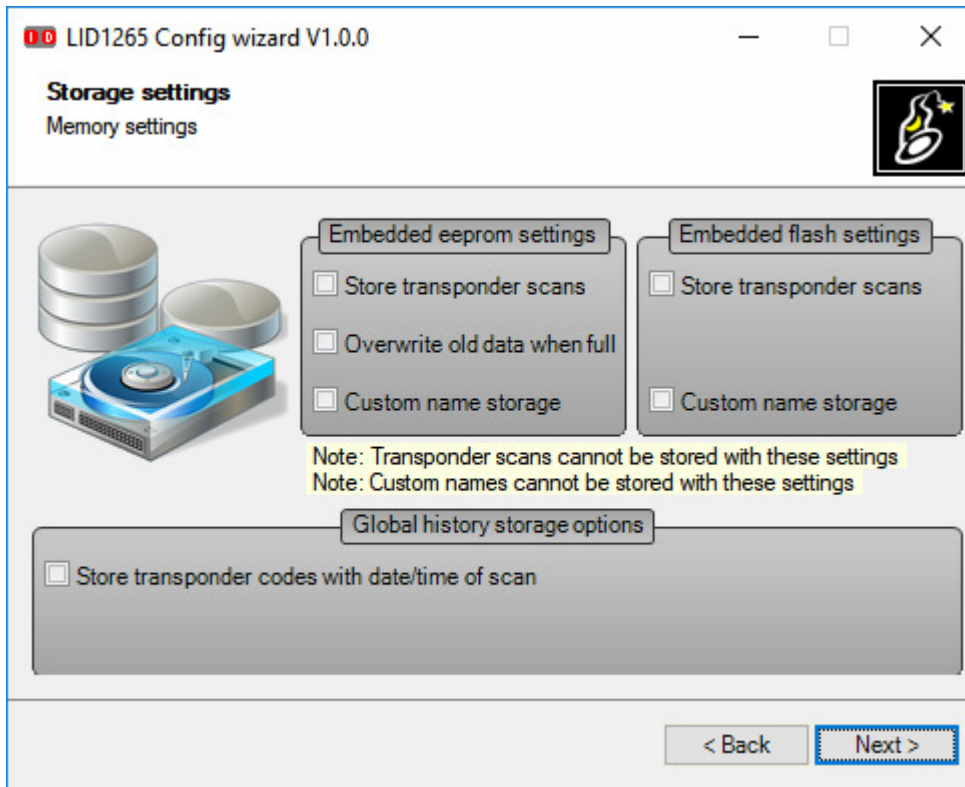 ID LID1265 Config wizard V1.0.0
Storage settings
Memory settings
Embedded eeprom settings
Store transponder scans
Overwrite old data when full
Custom name storage
Embedded flash settings
Store transponder scans
Custom name storage
Note: Transponder scans cannot be stored with these settings
Note: Custom names cannot be stored with these settings
Global history storage options
Store transponder codes with date/time of scan
< Back
Next >